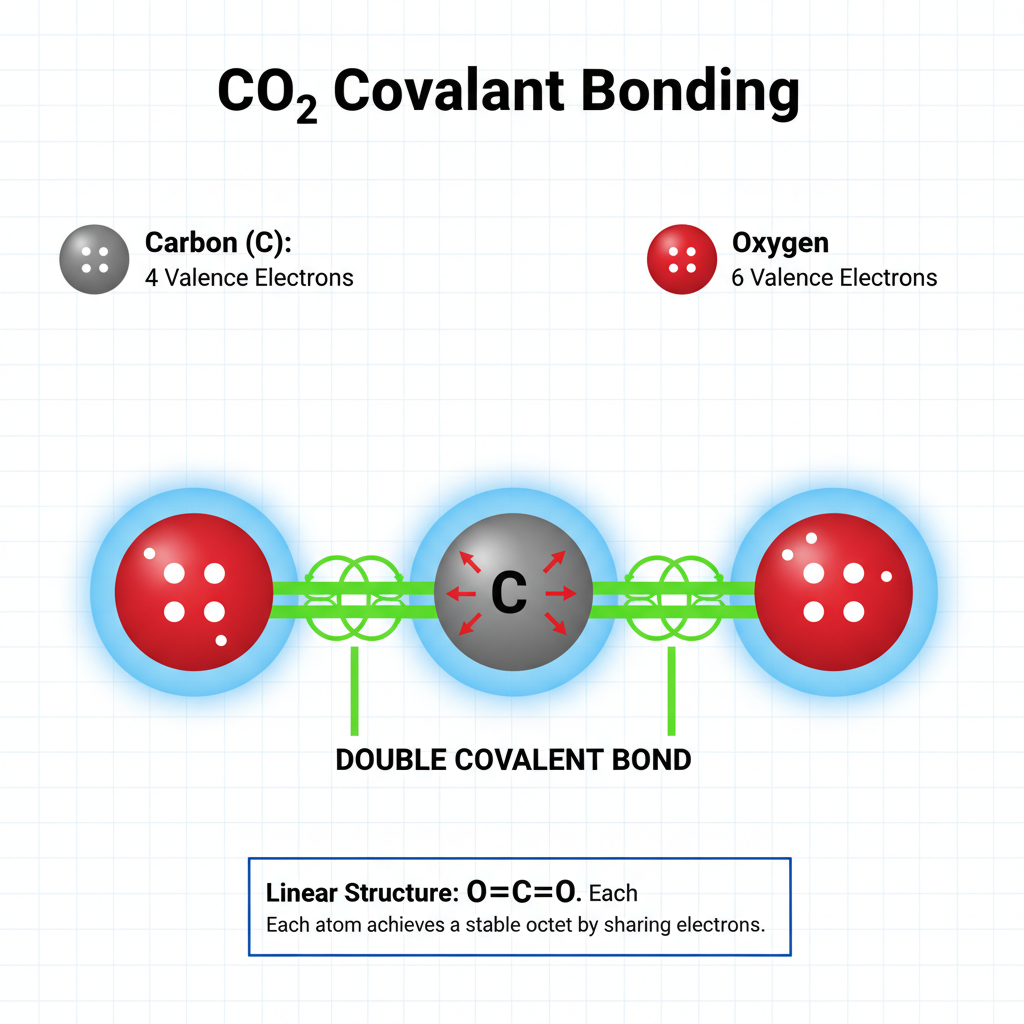 CO₂ Covalant Bonding
Carbon (C):
4 Valence Electrons
Oxygen
6 Valence Electrons
C
DOUBLE COVALENT BOND
Linear Structure: O=C=O. Each
Each atom achieves a stable octet by sharing electrons.